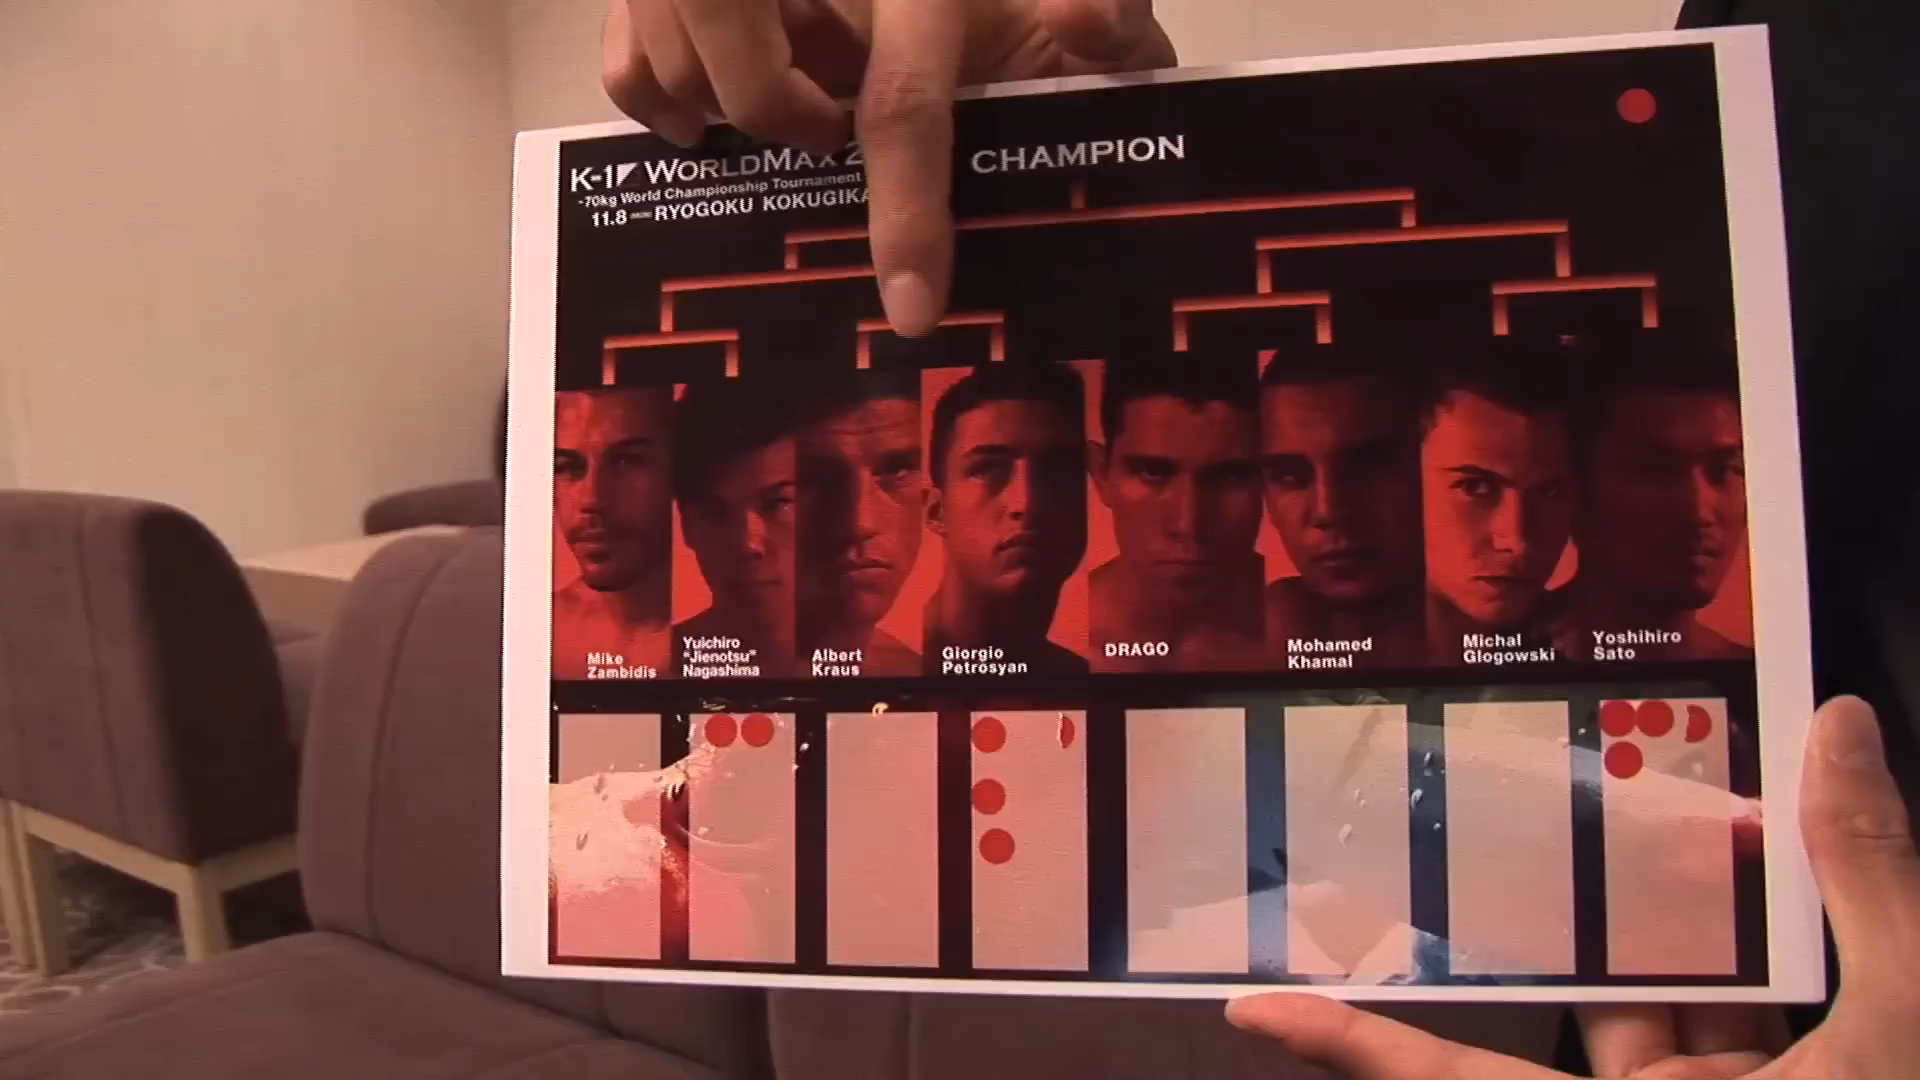 K-1 WORLDMAX 2
CHAMPION
-70kg World Championship Tournament
11.8 RYOGOKU KOKUGIKA
Mike
Zambidis
Yuichiro
"Jienotsu"
Nagashima
Albert
Kraus
Giorgio
Petrosyan
DRAGO
Mohamed
Khamal
Michal
Glogowski
Yoshihiro
Sato